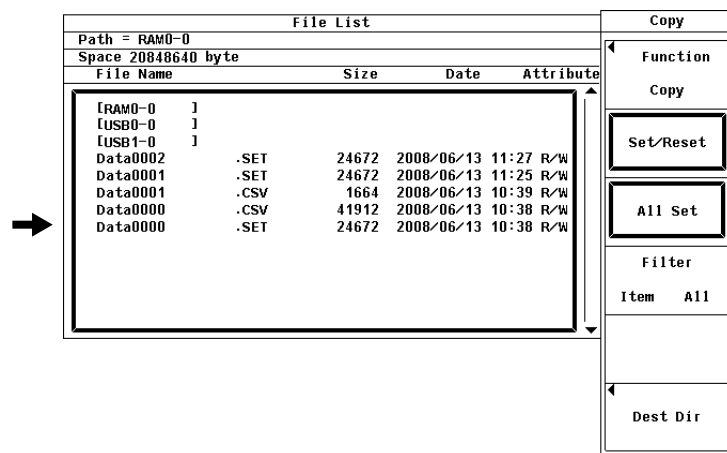 File List
Path = RAM0-0
Space 20848640 byte
File Name Size Date Attribute
[RAM0-0 ]
[USB0-0 ]
[USB1-0 ]
Data0002 .SET 24672 2008/06/13 11:27 R/W
Data0001 .SET 24672 2008/06/13 11:25 R/W
Data0001 .CSV 1664 2008/06/13 10:39 R/W
Data0000 .CSV 41912 2008/06/13 10:38 R/W
Data0000 .SET 24672 2008/06/13 10:38 R/W
Copy
Function
Copy
Set/Reset
All Set
Filter
Item All
Dest Dir